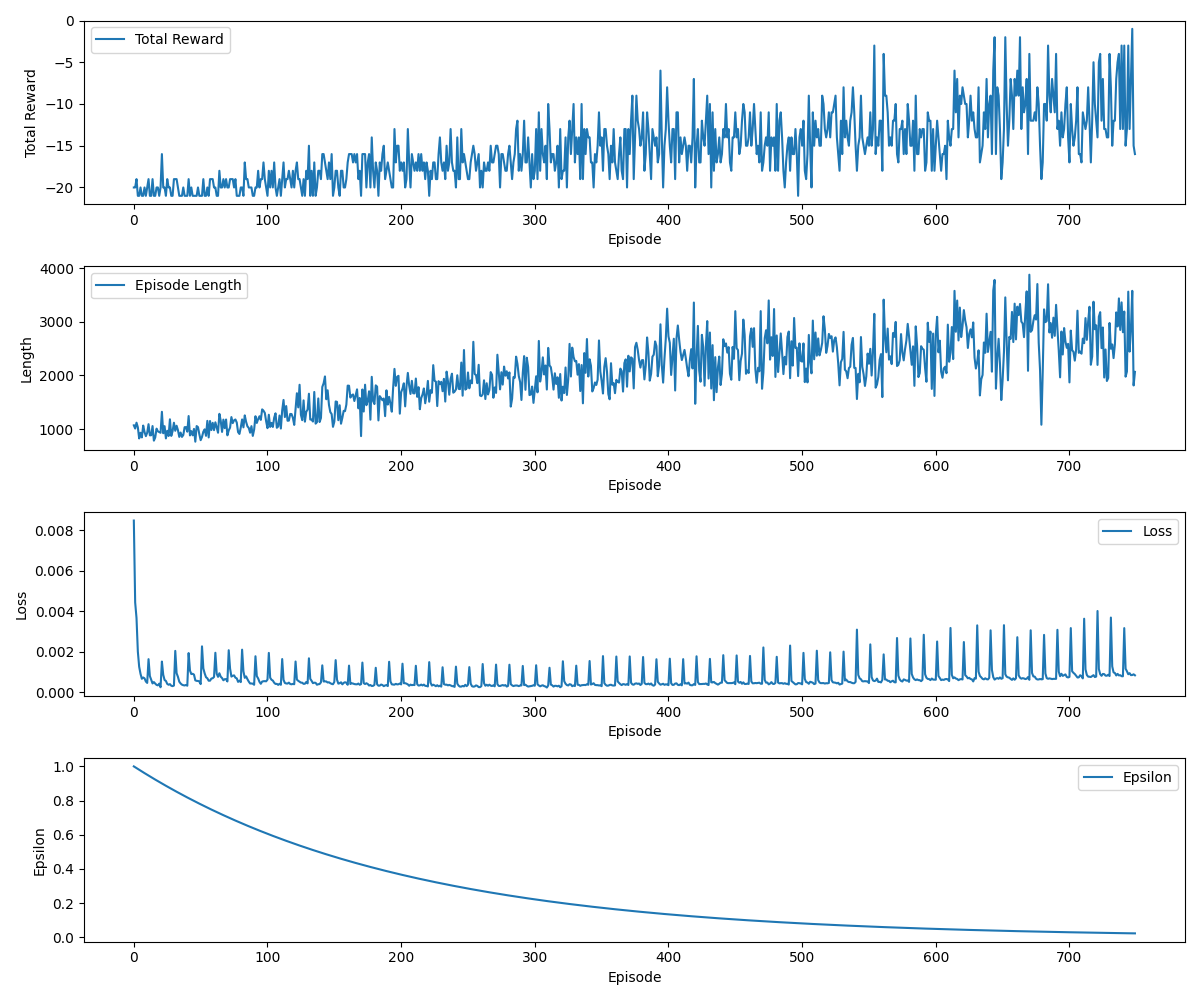 Total Reward
0
−5
−10
−15
−20
Total Reward
0 100 200 300 400 500 600 700
Episode
Episode Length
4000
3000
2000
1000
Length
0 100 200 300 400 500 600 700
Episode
Loss
0.008
0.006
0.004
0.002
0.000
Loss
0 100 200 300 400 500 600 700
Episode
Epsilon
1.0
0.8
0.6
0.4
0.2
0.0
Epsilon
0 100 200 300 400 500 600 700
Episode